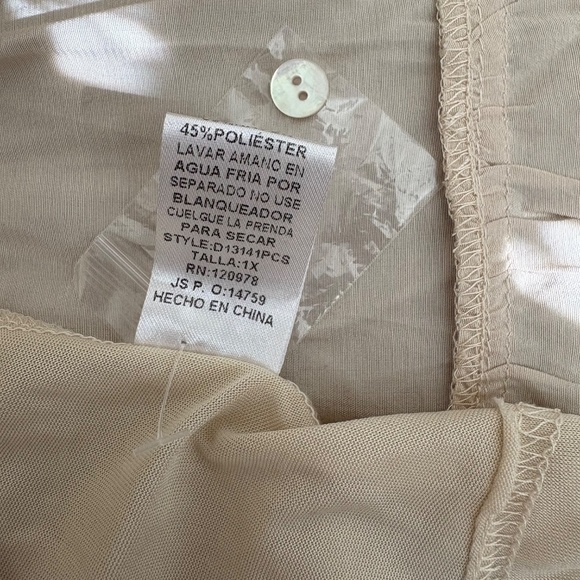 45%POLIÉSTER
LAVAR AMANO EN
AGUA FRIA POR
SEPARADO NO USE
BLANQUEADOR
CUELGUE LA PRENDA
PARA SECAR
STYLE:D13141PCS
TALLA:1X
RN:120978
JS P. O:14759
HECHO EN CHINA